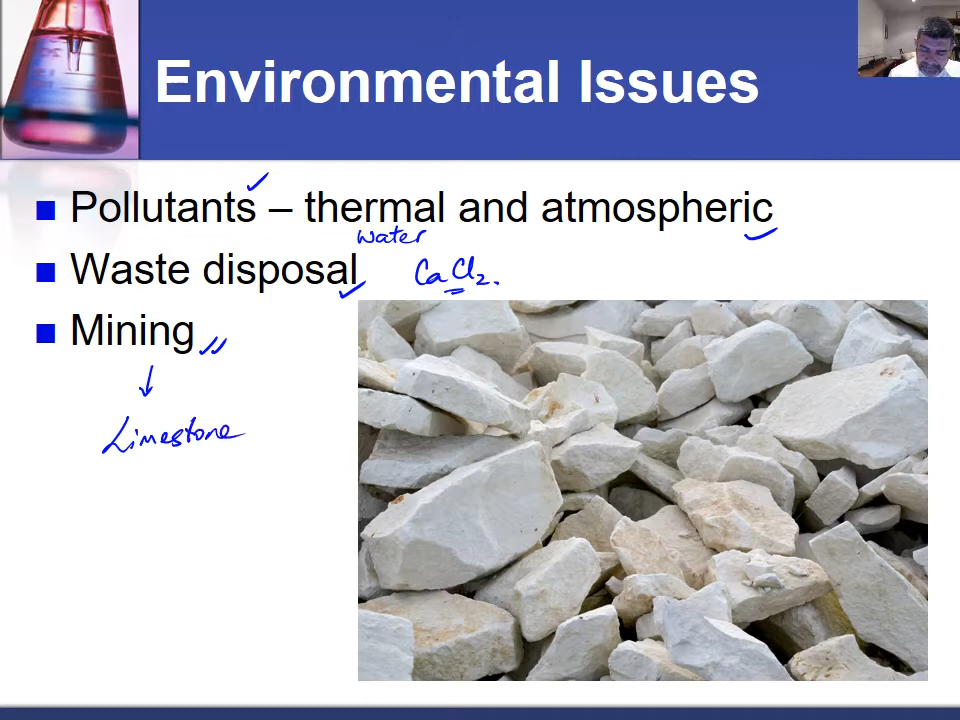 Environmental Issues
Pollutants – thermal and atmospheric
water
Waste disposal CaCl2.
Mining
Limestone